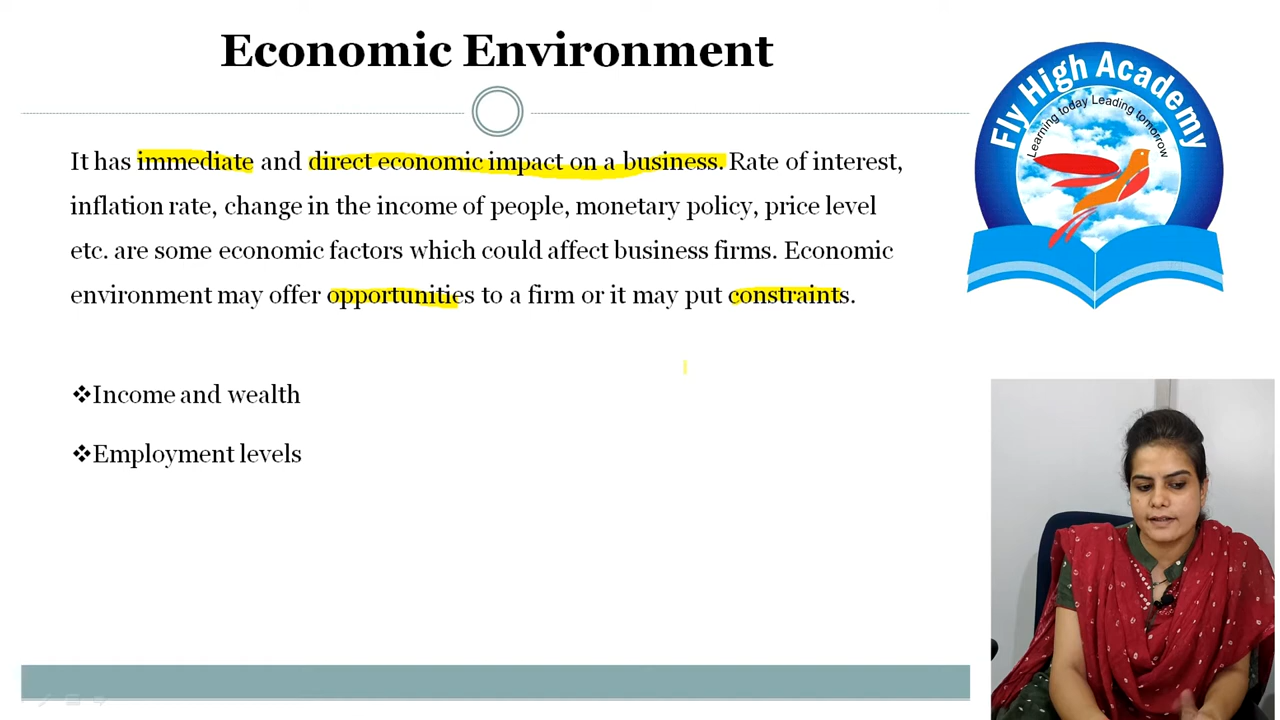 Economic Environment
It has immediate and direct economic impact on a business. Rate of interest,
inflation rate, change in the income of people, monetary policy, price level
etc. are some economic factors which could affect business firms. Economic
environment may offer opportunities to a firm or it may put constraints.
❖Income and wealth
❖Employment levels
Fly High Academy
Learning today Leading tomorrow